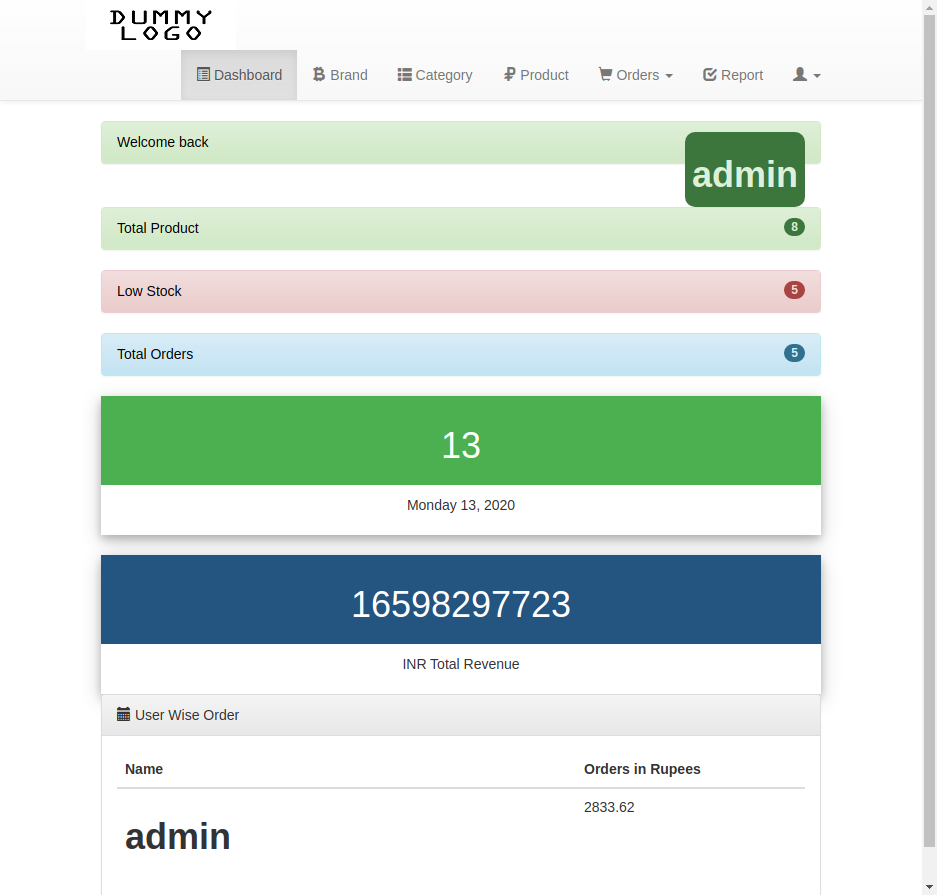 DUMMY
LOGO
Dashboard Brand Category Product Orders Report
Welcome back admin
Total Product 8
Low Stock 5
Total Orders 5
13
Monday 13, 2020
16598297723
INR Total Revenue
User Wise Order
Name Orders in Rupees
admin 2833.62